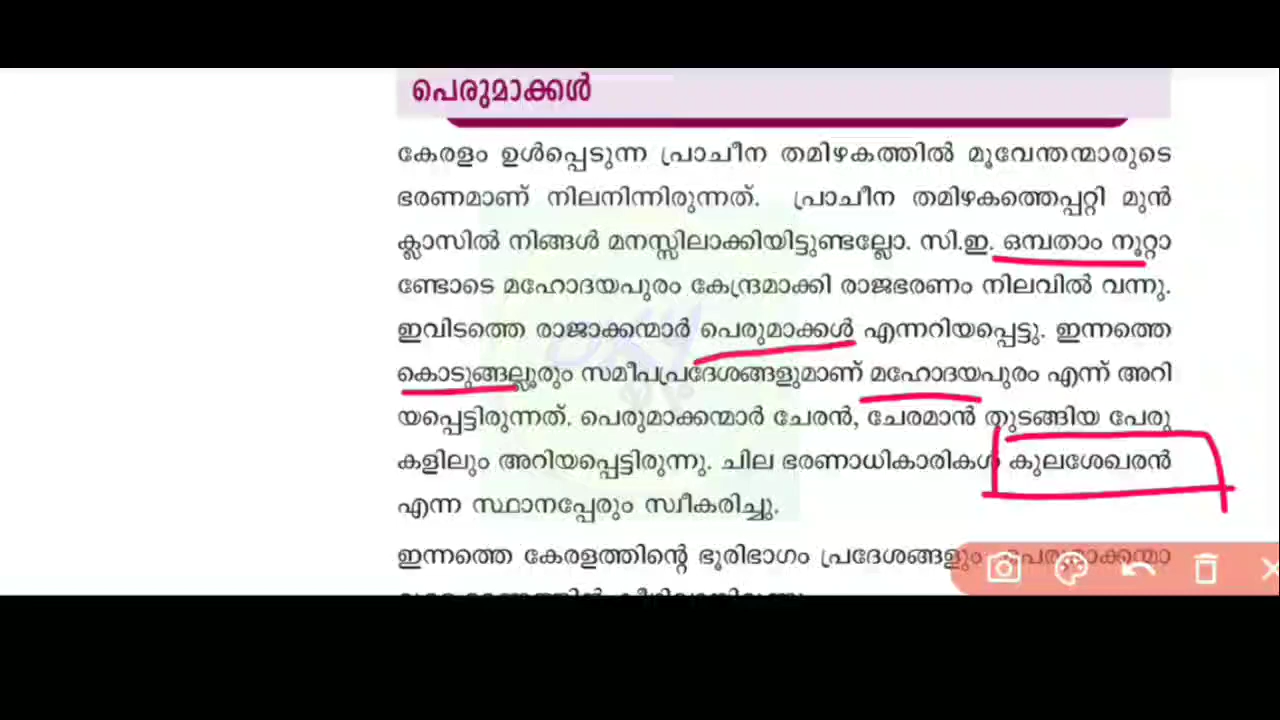 പെരുമാക്കൾ
കേരളം ഉൾപ്പെടുന്ന പ്രാചീന തമിഴകത്തിൽ മൂവേന്തന്മാരുടെ
ഭരണമാണ് നിലനിന്നിരുന്നത്. പ്രാചീന തമിഴകത്തെപ്പറ്റി മുൻ
ക്ലാസിൽ നിങ്ങൾ മനസ്സിലാക്കിയിട്ടുണ്ടല്ലോ. സി.ഇ. ഒമ്പതാം നൂറ്റാ
ണ്ടോടെ മഹോദയപുരം കേന്ദ്രമാക്കി രാജഭരണം നിലവിൽ വന്നു.
ഇവിടത്തെ രാജാക്കന്മാർ പെരുമാക്കൾ എന്നറിയപ്പെട്ടു. ഇന്നത്തെ
കൊടുങ്ങല്ലൂരും സമീപപ്രദേശങ്ങളുമാണ് മഹോദയപുരം എന്ന് അറി
യപ്പെട്ടിരുന്നത്. പെരുമാക്കന്മാർ ചേരൻ, ചേരമാൻ തുടങ്ങിയ പേരു
കളിലും അറിയപ്പെട്ടിരുന്നു. ചില ഭരണാധികാരികൾ കുലശേഖരൻ
എന്ന സ്ഥാനപ്പേരും സ്വീകരിച്ചു.
ഇന്നത്തെ കേരളത്തിന്റെ ഭൂരിഭാഗം പ്രദേശങ്ങളും പെരുമാക്കന്മാ